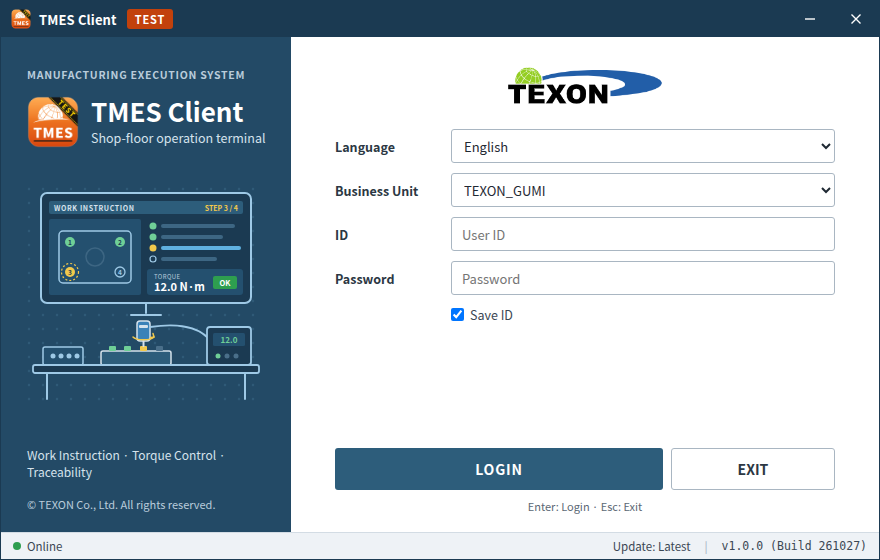 TMES Client TEST
MANUFACTURING EXECUTION SYSTEM
TEST
TMES
TMES Client
Shop-floor operation terminal
WORK INSTRUCTION STEP 3 / 4
1 2
3 4
TORQUE
12.0 N·m OK
12.0
Work Instruction · Torque Control ·
Traceability
© TEXON Co., Ltd. All rights reserved.
TEXON
Language English
Business Unit TEXON_GUMI
ID User ID
Password Password
Save ID
LOGIN EXIT
Enter: Login · Esc: Exit
Online Update: Latest | v1.0.0 (Build 261027)